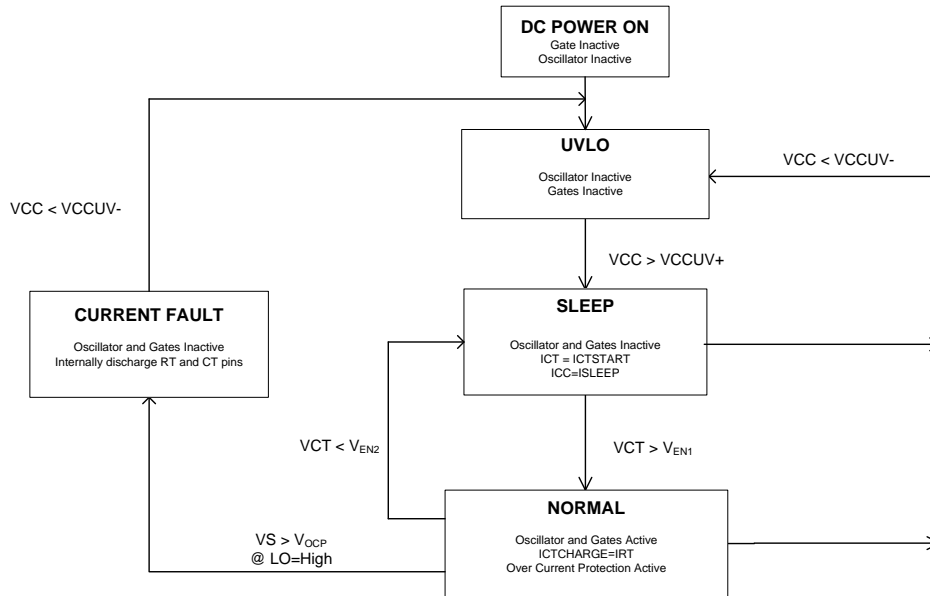 DC POWER ON
Gate Inactive
Oscillator Inactive
UVLO
Oscillator Inactive
Gates Inactive
VCC < VCCUV-
VCC < VCCUV-
VCC > VCCUV+
CURRENT FAULT
Oscillator and Gates Inactive
Internally discharge RT and CT pins
SLEEP
Oscillator and Gates Inactive
ICT = ICTSTART
ICC=ISLEEP
VCT < VEN2
VCT > VEN1
VS > VOCP
@ LO=High
NORMAL
Oscillator and Gates Active
ICTCHARGE=IRT
Over Current Protection Active